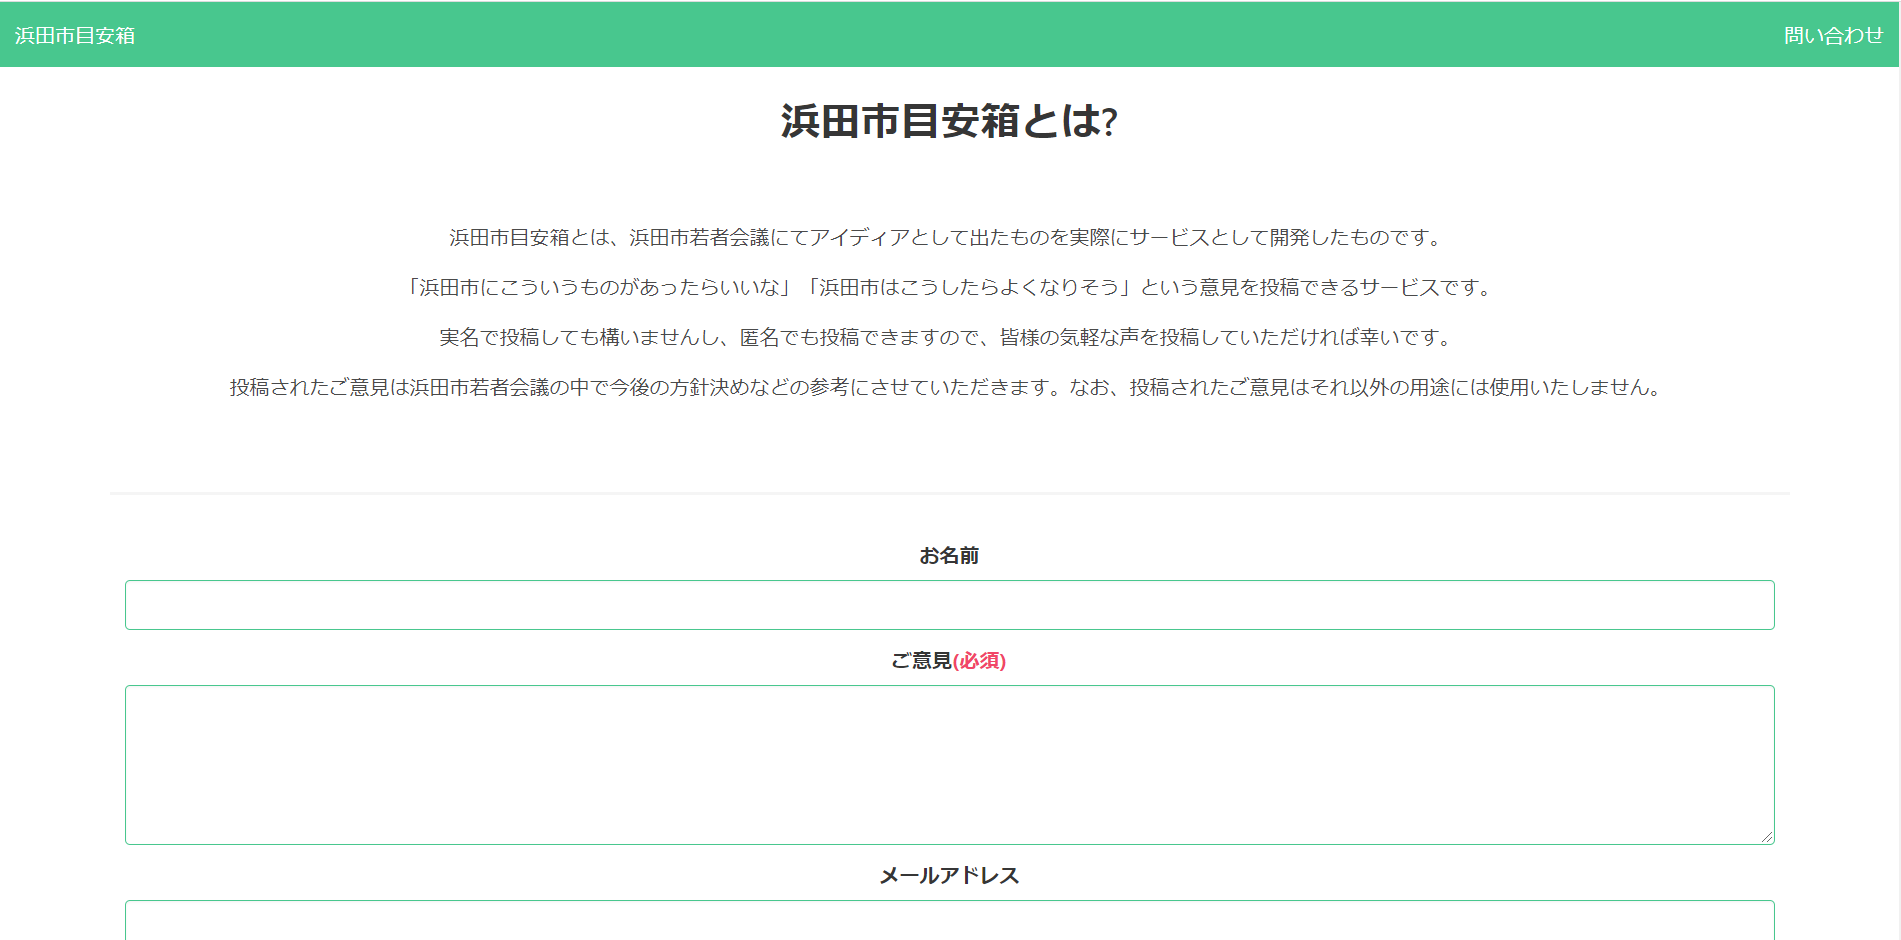 浜田市目安箱
問い合わせ
浜田市目安箱とは?
浜田市目安箱とは、浜田市若者会議にてアイディアとして出たものを実際にサービスとして開発したものです。
「浜田市にこういうものがあったらいいな」「浜田市はこうしたらよくなりそう」という意見を投稿できるサービスです。
実名で投稿しても構いませんし、匿名でも投稿できますので、皆様の気軽な声を投稿していただければ幸いです。
投稿されたご意見は浜田市若者会議の中で今後の方針決めなどの参考にさせていただきます。なお、投稿されたご意見はそれ以外の用途には使用いたしません。
お名前
ご意見(必須)
メールアドレス